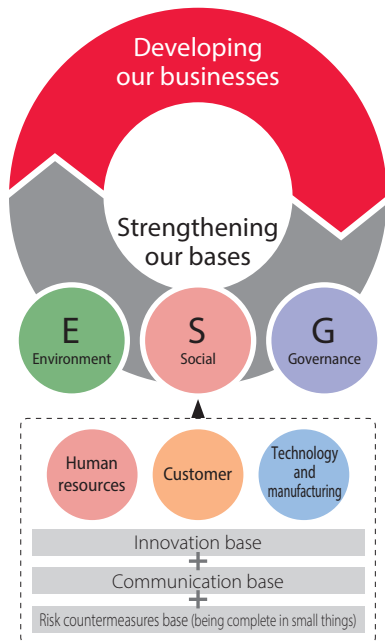 Developing
our businesses
Strengthening
our bases
E
Environment
S
Social
G
Governance
Human
resources
Customer
Technology
and
manufacturing
Innovation base
+
Communication base
+
Risk countermeasures base (being complete in small things)